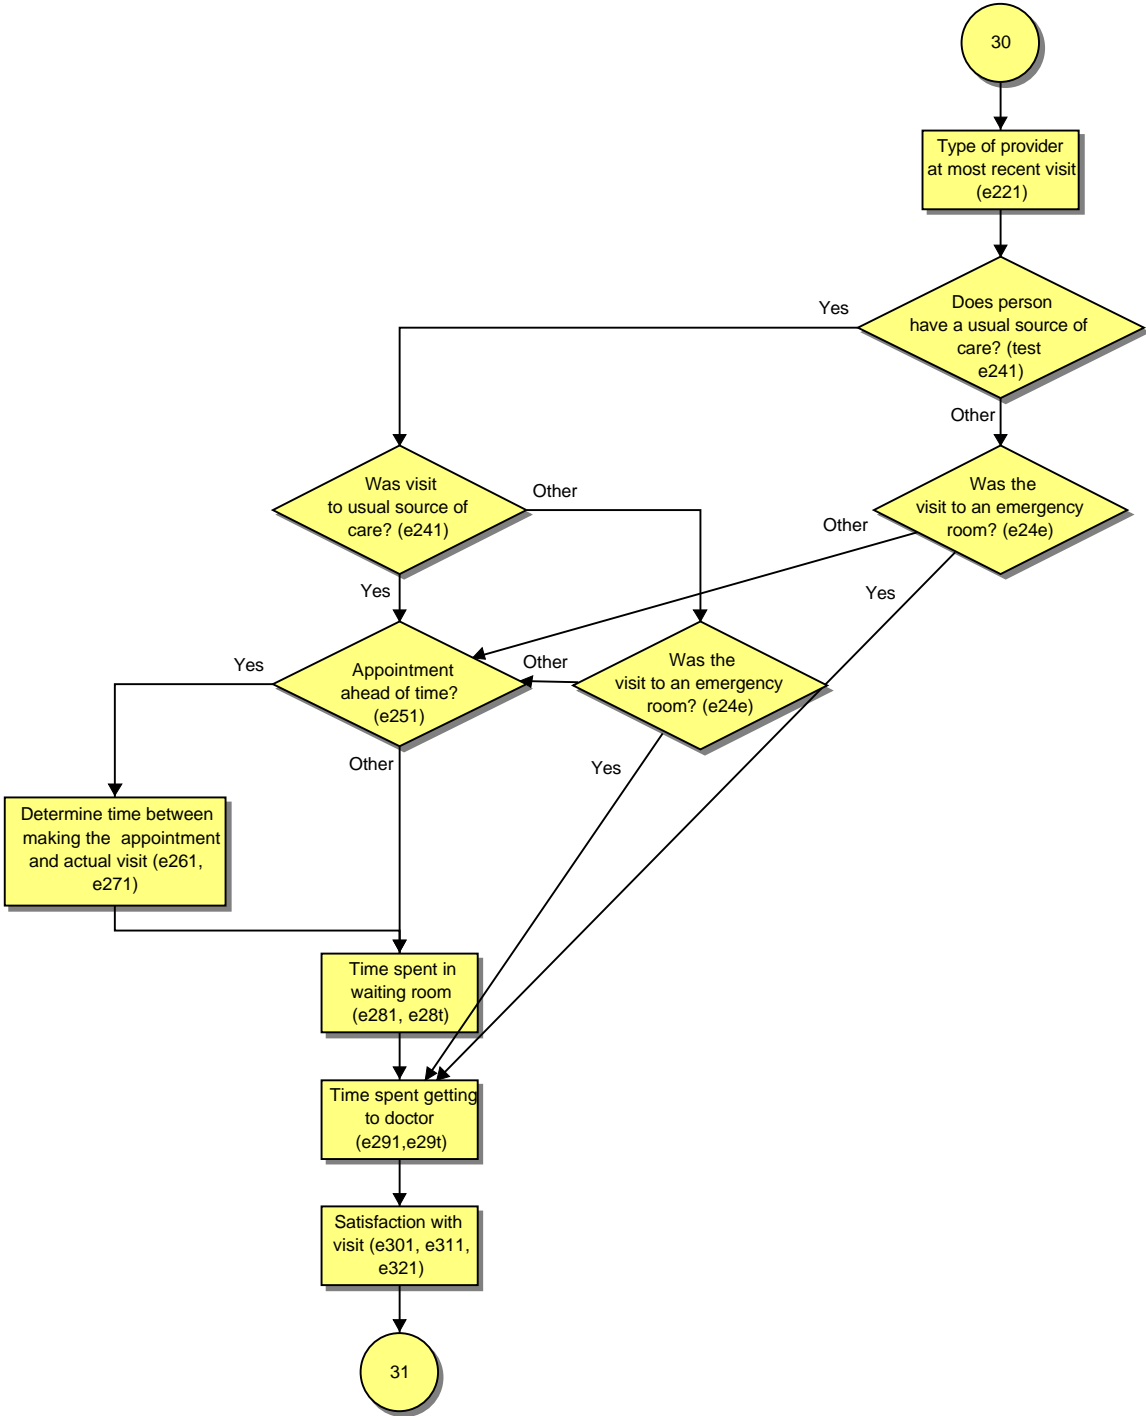 30
Type of provider
at most recent visit
(e221)
Does person
have a usual source of
care? (test
e241)
Yes
Other
Was visit
to usual source of
care? (e241)
Other
Yes
Was the
visit to an emergency
room? (e24e)
Other
Yes
Appointment
ahead of time?
(e251)
Yes
Other
Was the
visit to an emergency
room? (e24e)
Other
Yes
Determine time between
making the  appointment
and actual visit (e261,
e271)
Time spent in
waiting room
(e281, e28t)
Time spent getting
to doctor
(e291,e29t)
Satisfaction with
visit (e301, e311,
e321)
31